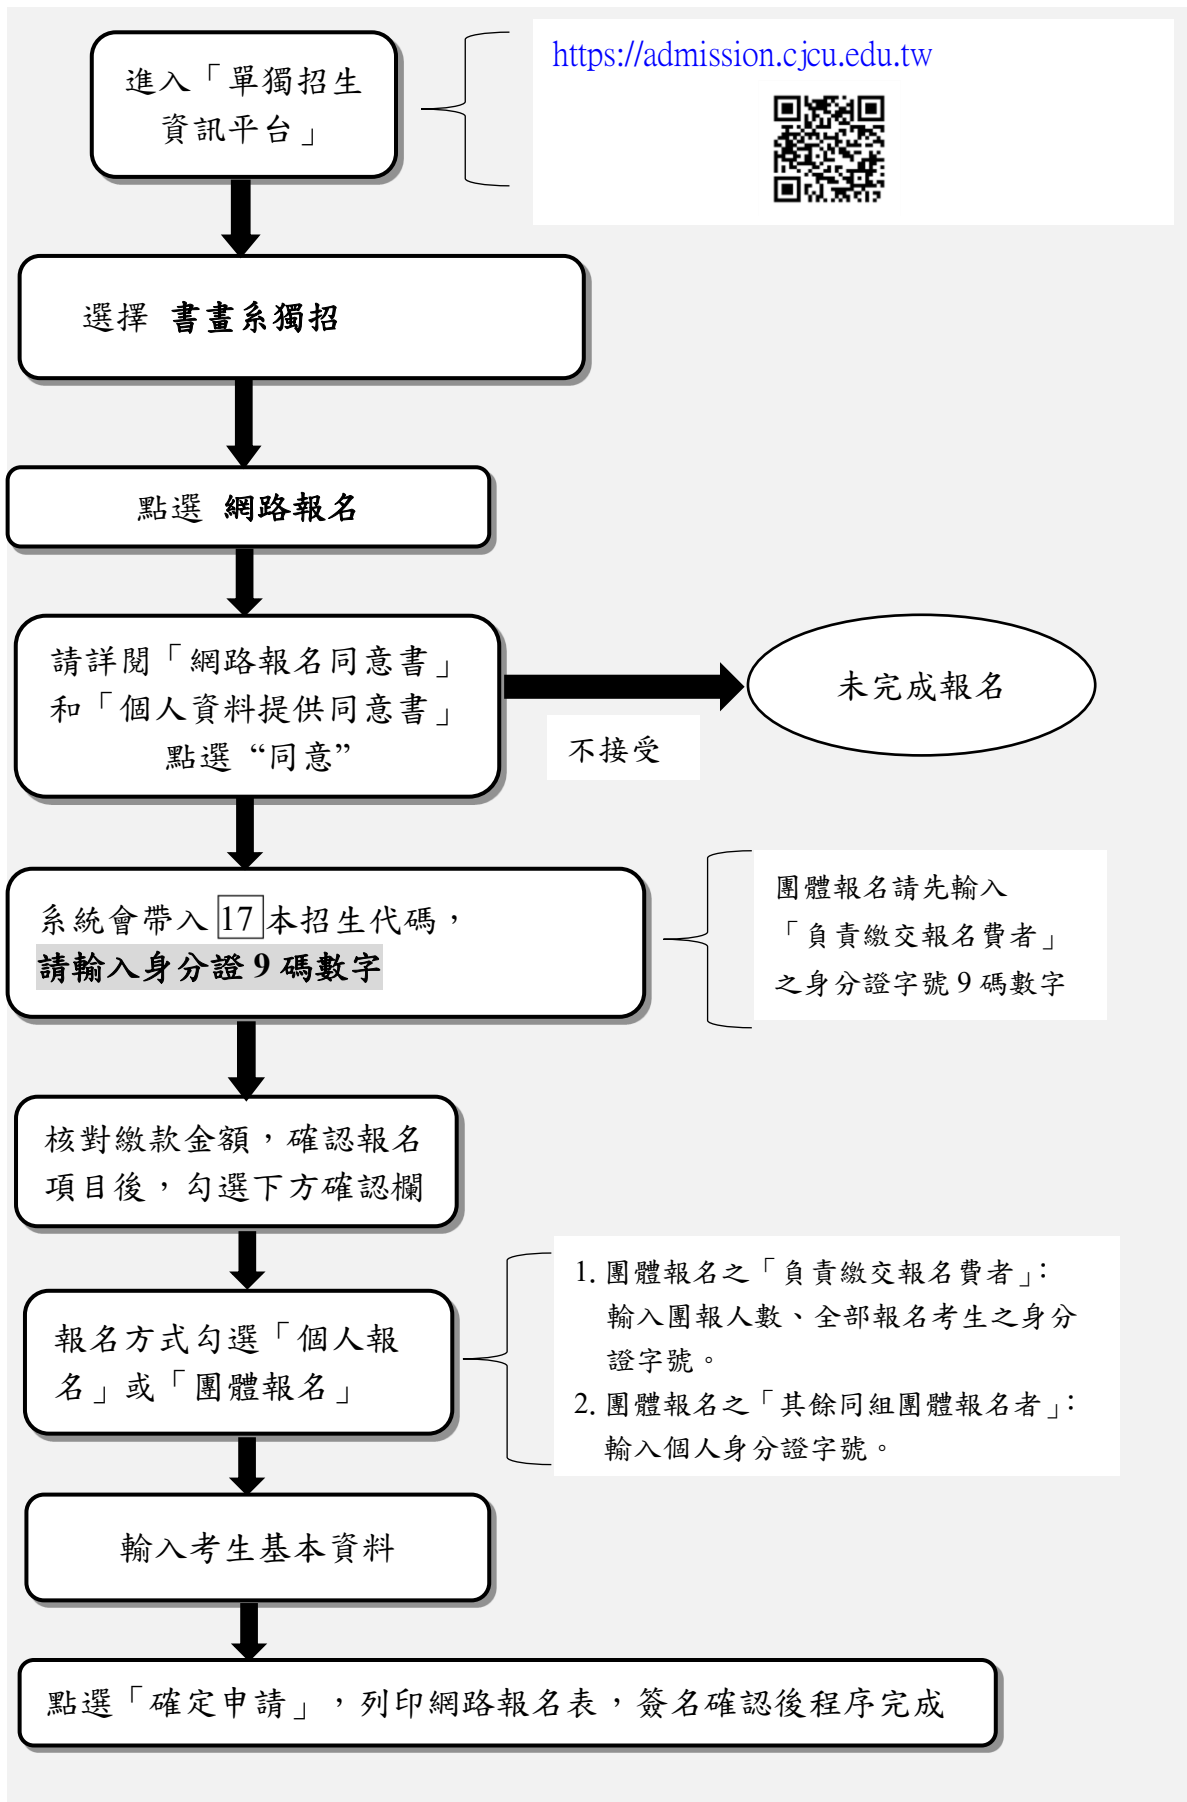 進入「單獨招生
資訊平台」
https://admission.cjcu.edu.tw
選擇 書畫系獨招
點選 網路報名
請詳閱「網路報名同意書」
和「個人資料提供同意書」
點選“同意”
未完成報名
不接受
系統會帶入 17 本招生代碼，
請輸入身分證 9 碼數字
團體報名請先輸入
「負責繳交報名費者」
之身分證字號 9 碼數字
核對繳款金額，確認報名
項目後，勾選下方確認欄
報名方式勾選「個人報
名」或「團體報名」
1. 團體報名之「負責繳交報名費者」：
輸入團報人數、全部報名考生之身分
證字號。
2. 團體報名之「其餘同組團體報名者」：
輸入個人身分證字號。
輸入考生基本資料
點選「確定申請」，列印網路報名表，簽名確認後程序完成